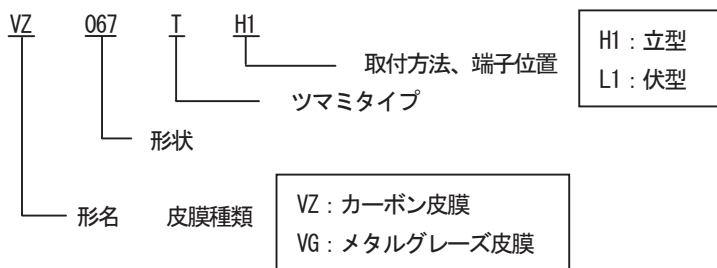 VZ 067 T H1
H1：立型
取付方法、端子位置
L1：伏型
ツマミタイプ
形状
形名 皮膜種類
VZ：カーボン皮膜
VG：メタルグレーズ皮膜